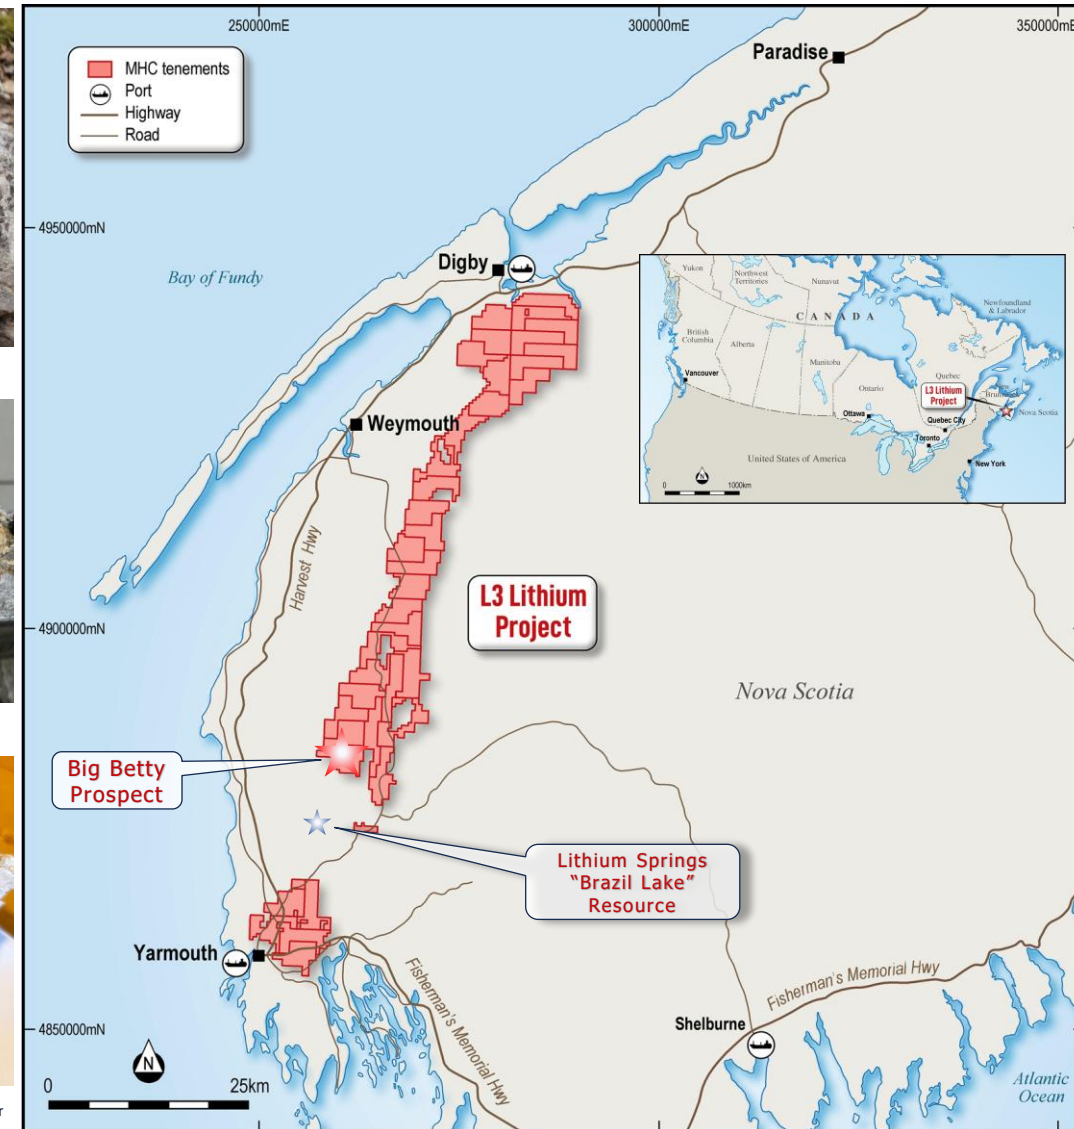 250000mE
300000mE
350000mE
MHC tenements
Port
Highway
Road
Paradise
4950000mN
Bay of Fundy
Digby
Yukon
Northwest
Territories
Nunavut
CANADA
Newfoundland
& Labrador
British
Columbia
Alberta
Manitoba
Ontario
Quebec
Vancouver
L3 Lithium
Project
Nova Scotia
Ottawa
Quebec City
Toronto
New York
United States of America
N
0
1000km
Weymouth
Harvest Hwy
L3 Lithium
Project
4900000mN
Nova Scotia
Big Betty
Prospect
Lithium Springs
"Brazil Lake"
Resource
Yarmouth
Fisherman's Memorial Hwy
Fisherman's Memorial Hwy
Shelburne
4850000mN
N
0
25km
Atlantic
Ocean